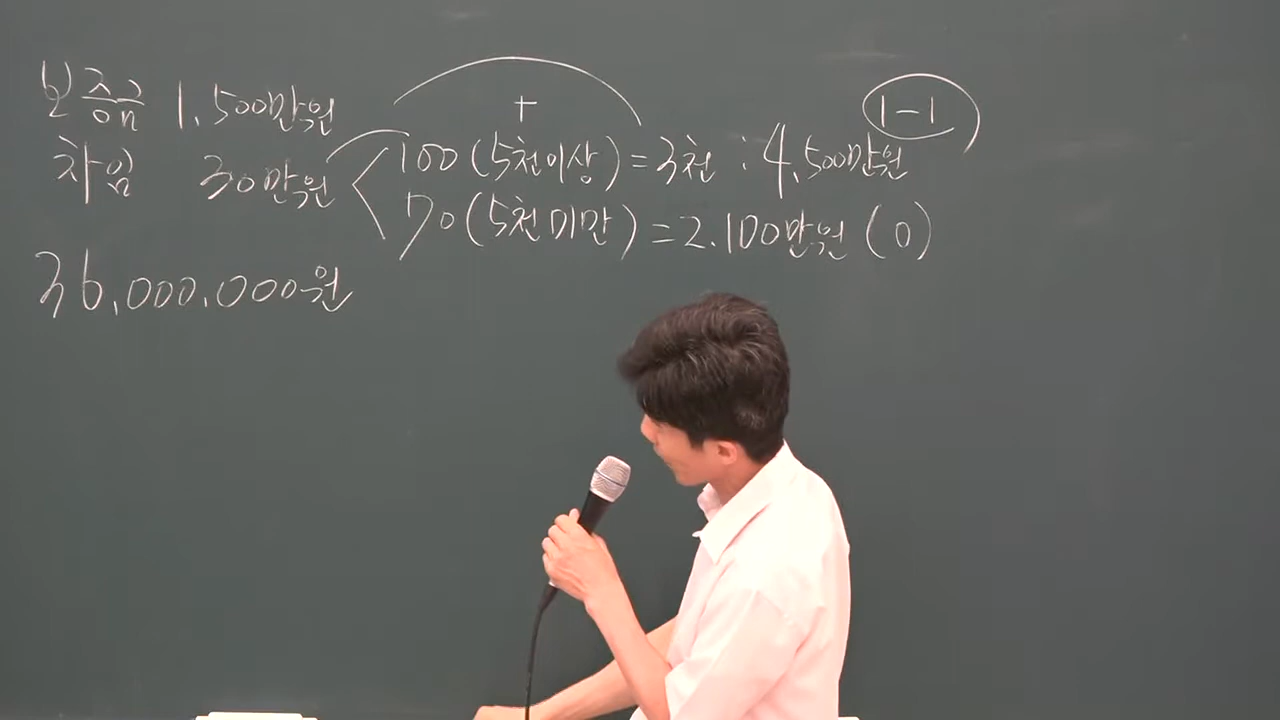 보증금 1.500만원
+
1-1
차임 30만원 < 100(5천이상)=3천 : 4.500만원
70(5천미만)=2.100만원(0)
36.000.000원